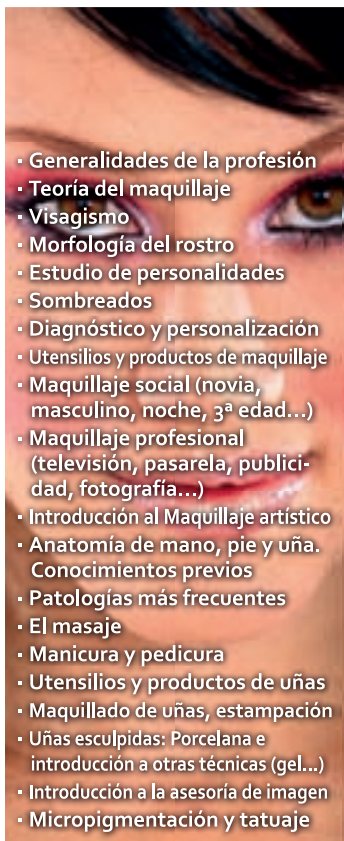 · Generalidades de la profesión
· Teoría del maquillaje
· Visagismo
· Morfología del rostro
· Estudio de personalidades
· Sombreados
· Diagnóstico y personalización
· Utensilios y productos de maquillaje
· Maquillaje social (novia,
masculino, noche, 3ª edad...)
· Maquillaje profesional
(televisión, pasarela, publici-
dad, fotografía...)
· Introducción al Maquillaje artístico
· Anatomía de mano, pie y uña.
Conocimientos previos
· Patologías más frecuentes
· El masaje
· Manicura y pedicura
· Utensilios y productos de uñas
· Maquillado de uñas, estampación
· Uñas esculpidas: Porcelana e
introducción a otras técnicas (gel...)
· Introducción a la asesoría de imagen
· Micropigmentación y tatuaje